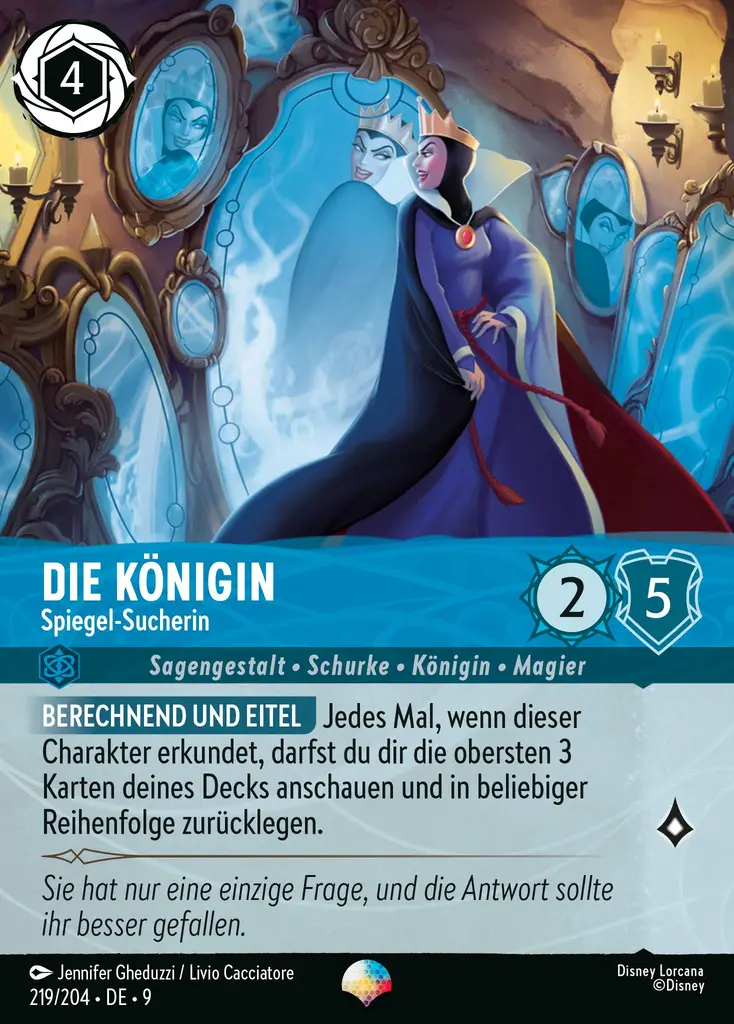 4
DIE KÖNIGIN
Spiegel-Sucherin
2
5
Sagengestalt • Schurke • Königin • Magier
BERECHNEND UND EITEL Jedes Mal, wenn dieser
Charakter erkundet, darfst du dir die obersten 3
Karten deines Decks anschauen und in beliebiger
Reihenfolge zurücklegen.
Sie hat nur eine einzige Frage, und die Antwort sollte
ihr besser gefallen.
Jennifer Gheduzzi / Livio Cacciatore
219/204 • DE • 9
Disney Lorcana
©Disney